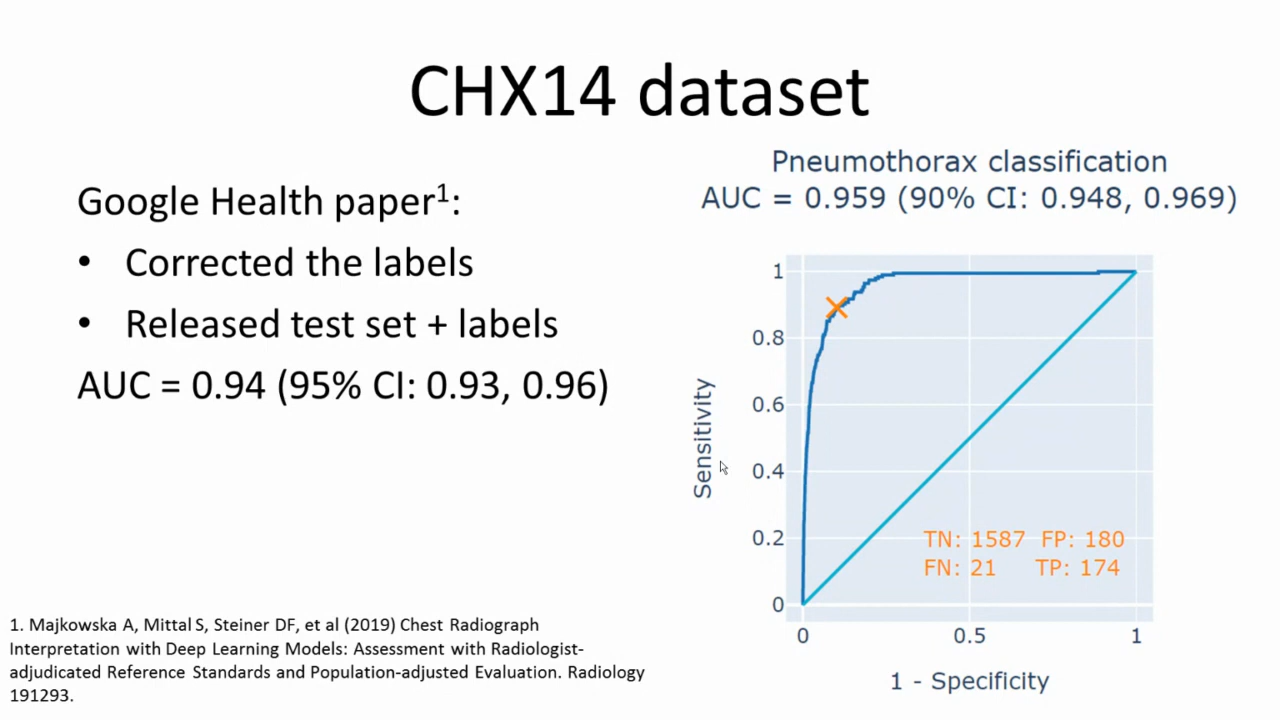 CHX14 dataset
Google Health paper¹:
• Corrected the labels
• Released test set + labels
AUC = 0.94 (95% CI: 0.93, 0.96)
Pneumothorax classification
AUC = 0.959 (90% CI: 0.948, 0.969)
Sensitivity
1
0.8
0.6
0.4
0.2
0
TN: 1587 FP: 180
FN: 21 TP: 174
0 0.5 1
1 - Specificity
1. Majkowska A, Mittal S, Steiner DF, et al (2019) Chest Radiograph
Interpretation with Deep Learning Models: Assessment with Radiologist-
adjudicated Reference Standards and Population-adjusted Evaluation. Radiology
191293.